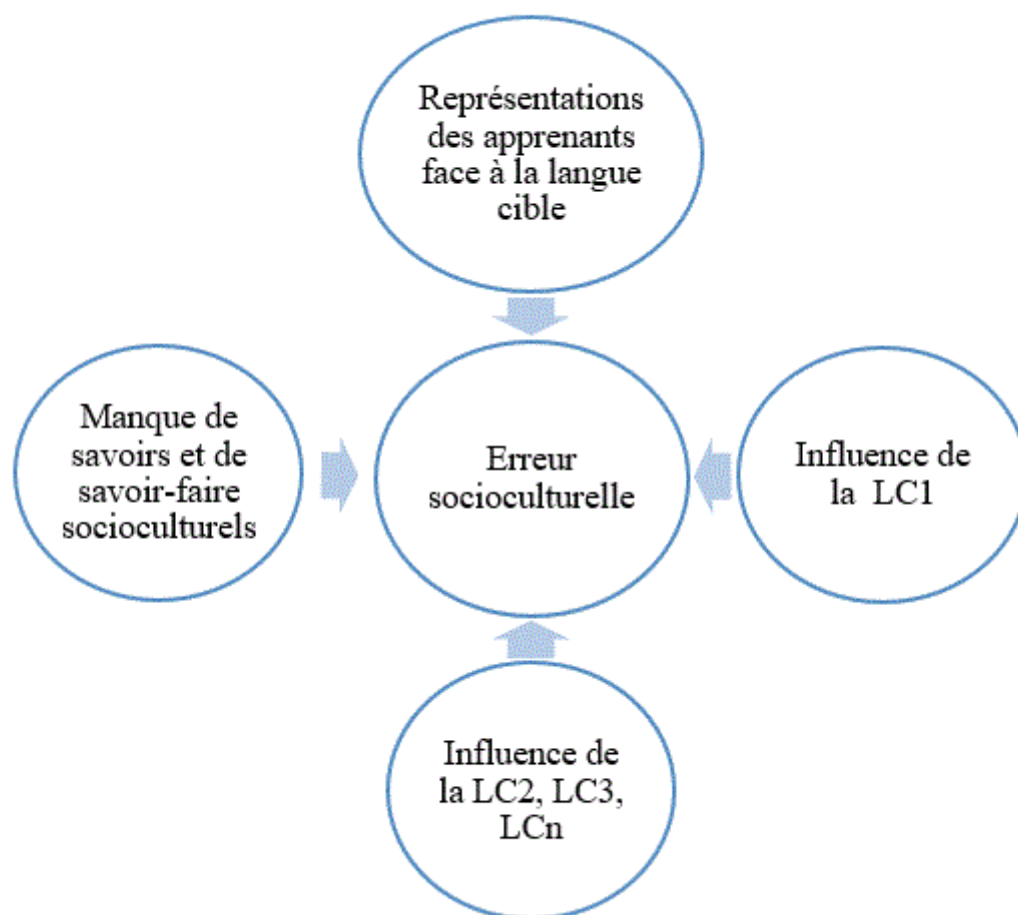 Représentations
des apprenants
face à la langue
cible
Manque de
savoirs et de
savoir-faire
socioculturels
Erreur
socioculturelle
Influence de
la LC1
Influence de
la LC2, LC3,
LCn